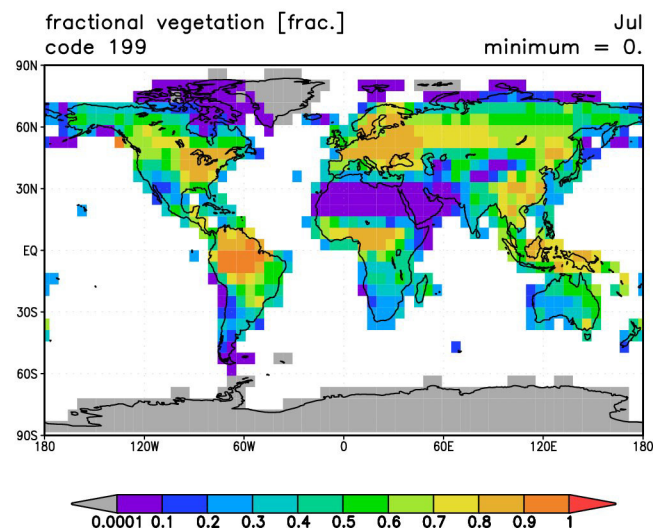 fractional vegetation [frac.] Jul
code 199 minimum = 0.
90N
60N
30N
EQ
30S
60S
90S
180 120W 60W 0 60E 120E 180
0.0001 0.1 0.2 0.3 0.4 0.5 0.6 0.7 0.8 0.9 1